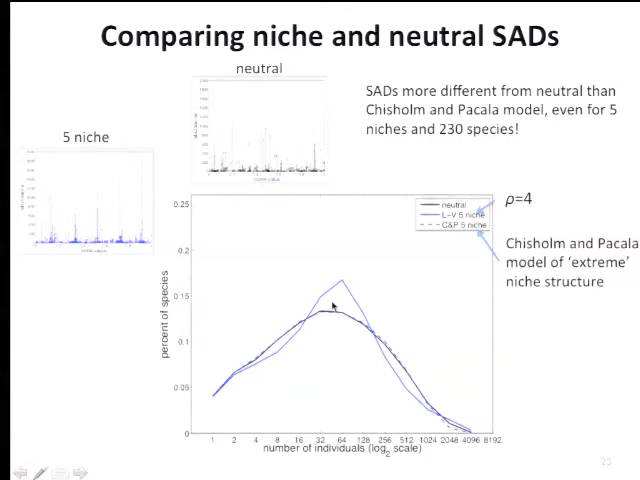 Comparing niche and neutral SADs
neutral
SADs more different from neutral than
Chisholm and Pacala model, even for 5
niches and 230 species!
5 niche
neutral
L-V 5 niche
C&P 5 niche
ρ=4
Chisholm and Pacala
model of ‘extreme’
niche structure
percent of species
0.25
0.2
0.15
0.1
0.05
0
1 2 4 8 16 32 64 128 256 512 1024 2048 4096 8192
number of individuals (log2 scale)